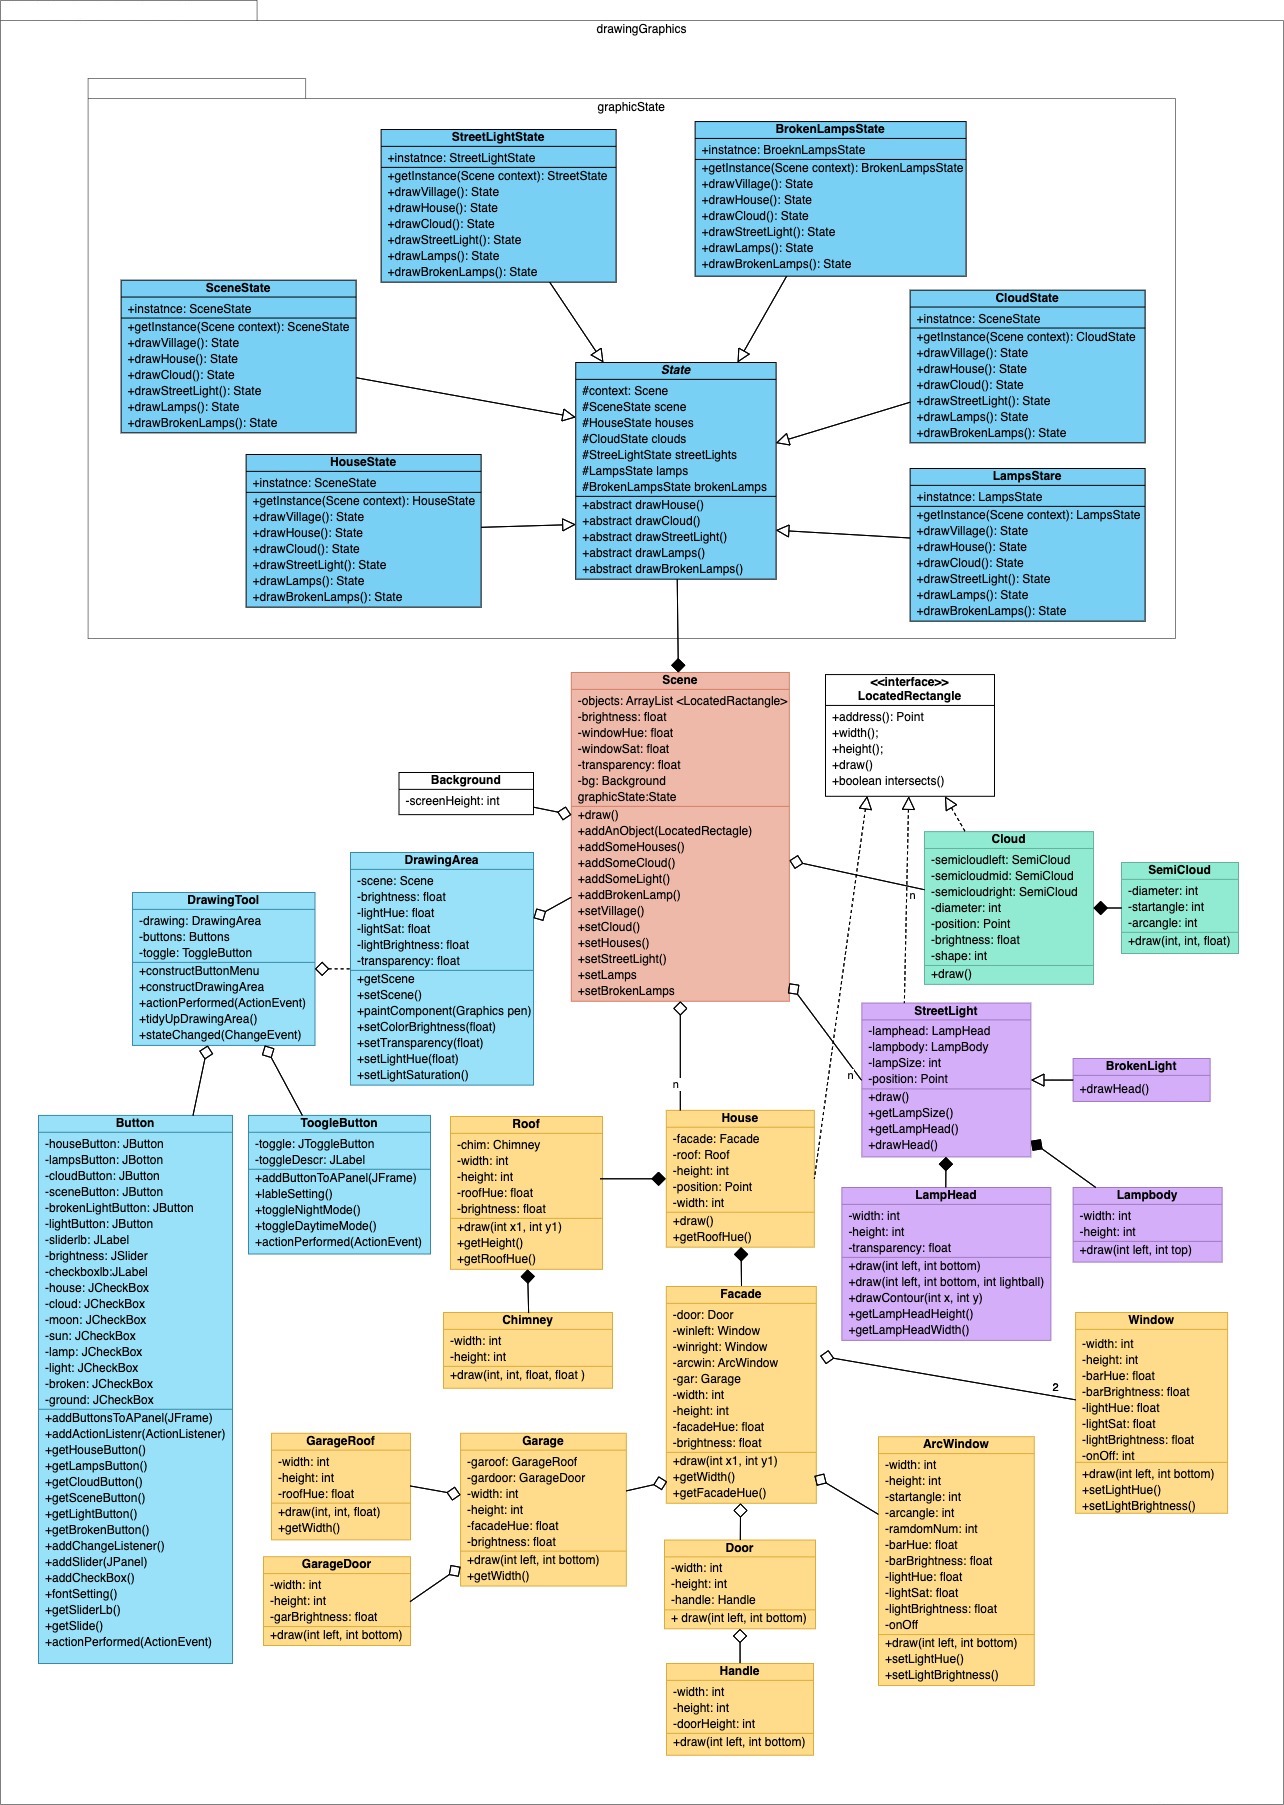 drawingGraphics
graphicState
StreetLightState
+instatnce: StreetLightState
+getInstance(Scene context): StreetState
+drawVillage(): State
+drawHouse(): State
+drawCloud(): State
+drawStreetLight(): State
+drawLamps(): State
+drawBrokenLamps(): State
BrokenLampsState
+instatnce: BroeknLampsState
+getInstance(Scene context): BrokenLampsState
+drawVillage(): State
+drawHouse(): State
+drawCloud(): State
+drawStreetLight(): State
+drawLamps(): State
+drawBrokenLamps(): State
SceneState
+instatnce: SceneState
+getInstance(Scene context): SceneState
+drawVillage(): State
+drawHouse(): State
+drawCloud(): State
+drawStreetLight(): State
+drawLamps(): State
+drawBrokenLamps(): State
CloudState
+instatnce: SceneState
+getInstance(Scene context): CloudState
+drawVillage(): State
+drawHouse(): State
+drawCloud(): State
+drawStreetLight(): State
+drawLamps(): State
+drawBrokenLamps(): State
State
#context: Scene
#SceneState scene
#HouseState houses
#CloudState clouds
#StreeLightState streetLights
#LampsState lamps
#BrokenLampsState brokenLamps
+abstract drawHouse()
+abstract drawCloud()
+abstract drawStreetLight()
+abstract drawLamps()
+abstract drawBrokenLamps()
HouseState
+instatnce: SceneState
+getInstance(Scene context): HouseState
+drawVillage(): State
+drawHouse(): State
+drawCloud(): State
+drawStreetLight(): State
+drawLamps(): State
+drawBrokenLamps(): State
LampsStare
+instatnce: LampsState
+getInstance(Scene context): LampsState
+drawVillage(): State
+drawHouse(): State
+drawCloud(): State
+drawStreetLight(): State
+drawLamps(): State
+drawBrokenLamps(): State
Scene
-objects: ArrayList <LocatedRactangle>
-brightness: float
-windowHue: float
-windowSat: float
-transparency: float
-bg: Background
graphicState:State
+draw()
+addAnObject(LocatedRectagle)
+addSomeHouses()
+addSomeCloud()
+addSomeLight()
+addBrokenLamp()
+setVillage()
+setCloud()
+setHouses()
+setStreetLight()
+setLamps
+setBrokenLamps
<<interface>>
LocatedRectangle
+address(): Point
+width();
+height();
+draw()
+boolean intersects()
Background
-screenHeight: int
DrawingArea
-scene: Scene
-brightness: float
-lightHue: float
-lightSat: float
-lightBrightness: float
-transparency: float
+getScene
+setScene()
+paintComponent(Graphics pen)
+setColorBrightness(float)
+setTransparency(float)
+setLightHue(float)
+setLightSaturation()
DrawingTool
-drawing: DrawingArea
-buttons: Buttons
-toggle: ToggleButton
+constructButtonMenu
+constructDrawingArea
+actionPerformed(ActionEvent)
+tidyUpDrawingArea()
+stateChanged(ChangeEvent)
Cloud
-semicloudleft: SemiCloud
-semicloudmid: SemiCloud
-semicloudright: SemiCloud
-diameter: int
-position: Point
-brightness: float
-shape: int
+draw()
n
SemiCloud
-diameter: int
-startangle: int
-arcangle: int
+draw(int, int, float)
StreetLight
-lamphead: LampHead
-lampbody: LampBody
-lampSize: int
-position: Point
+draw()
+getLampSize()
+getLampHead()
+drawHead()
n
BrokenLight
+drawHead()
n
Button
-houseButton: JButton
-lampsButton: JBotton
-cloudButton: JButton
-sceneButton: JButton
-brokenLightButton: JButton
-lightButton: JButton
-sliderlb: JLabel
-brightness: JSlider
-checkboxlb:JLabel
-house: JCheckBox
-cloud: JCheckBox
-moon: JCheckBox
-sun: JCheckBox
-lamp: JCheckBox
-light: JCheckBox
-broken: JCheckBox
-ground: JCheckBox
+addButtonsToAPanel(JFrame)
+addActionListenr(ActionListener)
+getHouseButton()
+getLampsButton()
+getCloudButton()
+getSceneButton()
+getLightButton()
+getBrokenButton()
+addChangeListener()
+addSlider(JPanel)
+addCheckBox()
+fontSetting()
+getSliderLb()
+getSlide()
+actionPerformed(ActionEvent)
ToogleButton
-toggle: JToggleButton
-toggleDescr: JLabel
+addButtonToAPanel(JFrame)
+lableSetting()
+toggleNightMode()
+toggleDaytimeMode()
+actionPerformed(ActionEvent)
Roof
-chim: Chimney
-width: int
-height: int
-roofHue: float
-brightness: float
+draw(int x1, int y1)
+getHeight()
+getRoofHue()
House
-facade: Facade
-roof: Roof
-height: int
-position: Point
-width: int
+draw()
+getRoofHue()
LampHead
-width: int
-height: int
-transparency: float
+draw(int left, int bottom)
+draw(int left, int bottom, int lightball)
+drawContour(int x, int y)
+getLampHeadHeight()
+getLampHeadWidth()
Lampbody
-width: int
-height: int
+draw(int left, int top)
Chimney
-width: int
-height: int
+draw(int, int, float, float )
Facade
-door: Door
-winleft: Window
-winright: Window
-arcwin: ArcWindow
-gar: Garage
-width: int
-height: int
-facadeHue: float
-brightness: float
+draw(int x1, int y1)
+getWidth()
+getFacadeHue()
2
Window
-width: int
-height: int
-barHue: float
-barBrightness: float
-lightHue: float
-lightSat: float
-lightBrightness: float
-onOff: int
+draw(int left, int bottom)
+setLightHue()
+setLightBrightness()
GarageRoof
-width: int
-height: int
-roofHue: float
+draw(int, int, float)
+getWidth()
Garage
-garoof: GarageRoof
-gardoor: GarageDoor
-width: int
-height: int
-facadeHue: float
-brightness: float
+draw(int left, int bottom)
+getWidth()
ArcWindow
-width: int
-height: int
-startangle: int
-arcangle: int
-ramdomNum: int
-barHue: float
-barBrightness: float
-lightHue: float
-lightSat: float
-lightBrightness: float
-onOff
+draw(int left, int bottom)
+setLightHue()
+setLightBrightness()
GarageDoor
-width: int
-height: int
-garBrightness: float
+draw(int left, int bottom)
Door
-width: int
-height: int
-handle: Handle
+ draw(int left, int bottom)
Handle
-width: int
-height: int
-doorHeight: int
+draw(int left, int bottom)